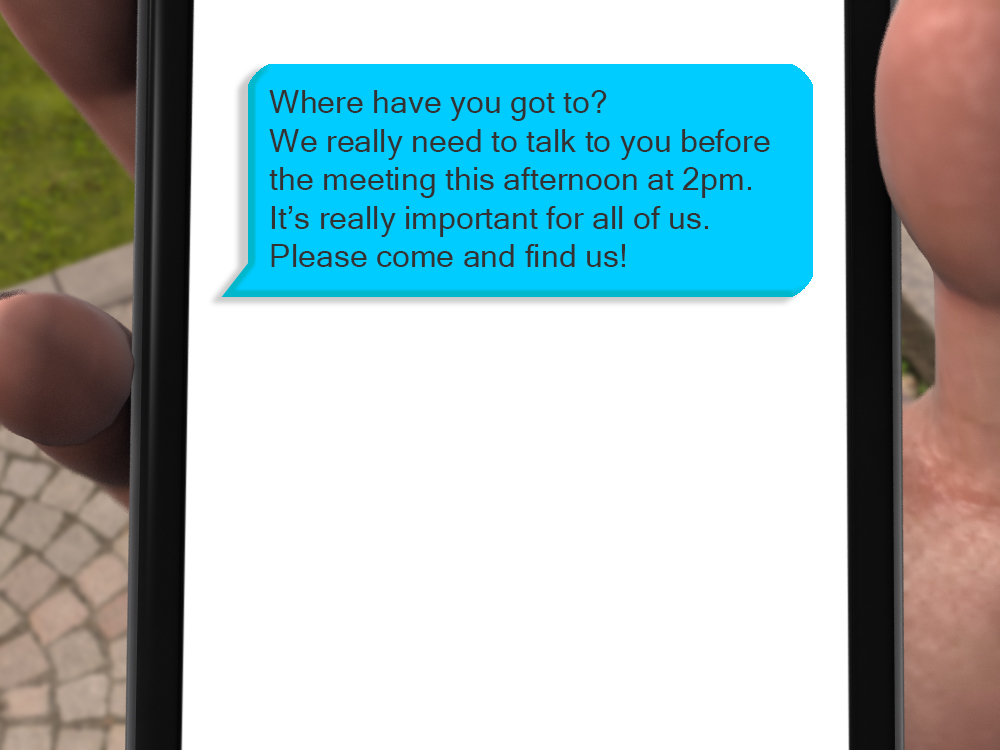 Where have you got to?
We really need to talk to you before
the meeting this afternoon at 2pm.
It’s really important for all of us.
Please come and find us!